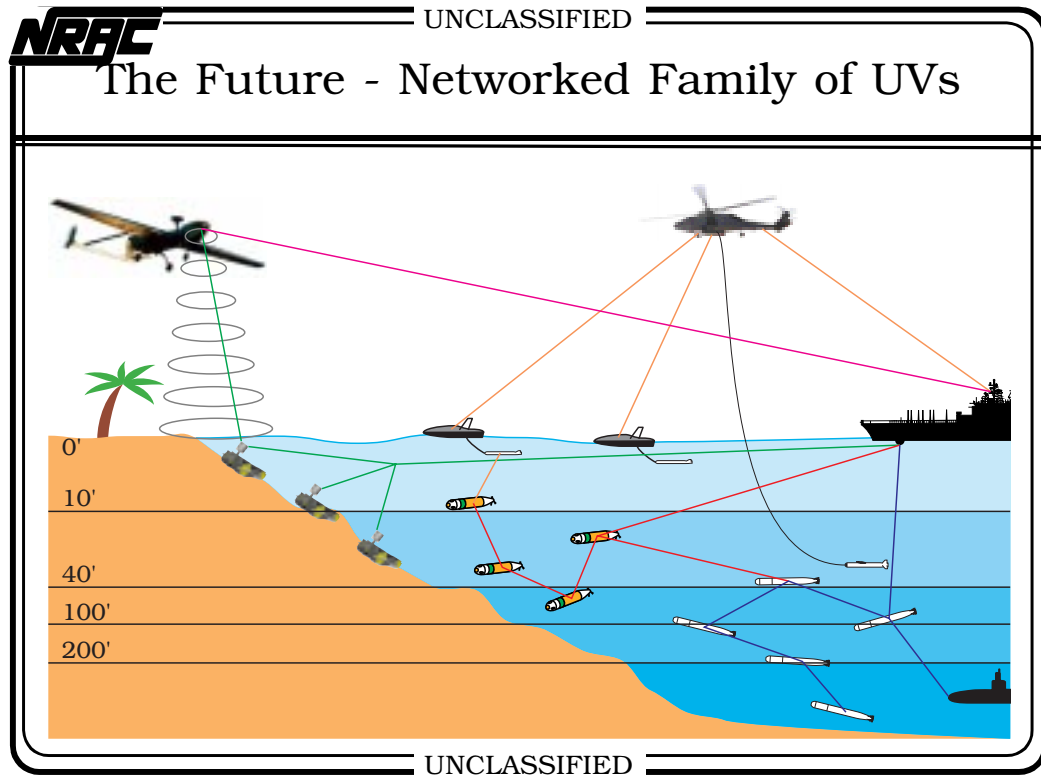 UNCLASSIFIED
NRAC
The Future - Networked Family of UVs
0'
10'
40'
100'
200'
UNCLASSIFIED